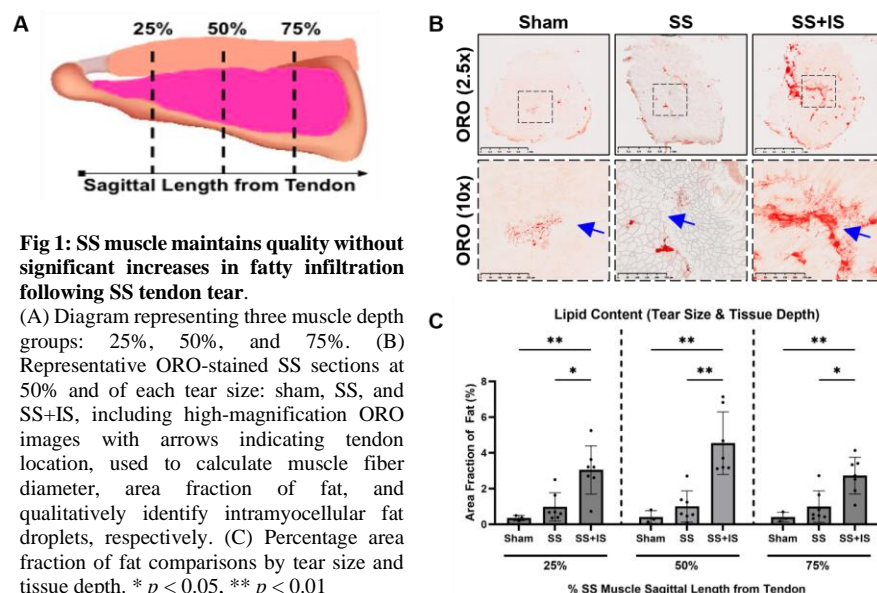 A
25%
50%
75%
Sagittal Length from Tendon
Fig 1: SS muscle maintains quality without
significant increases in fatty infiltration
following SS tendon tear.
(A) Diagram representing three muscle depth
groups: 25%, 50%, and 75%. (B)
Representative ORO-stained SS sections at
50% and of each tear size: sham, SS, and
SS+IS, including high-magnification ORO
images with arrows indicating tendon
location, used to calculate muscle fiber
diameter, area fraction of fat, and
qualitatively identify intramyocellular fat
droplets, respectively. (C) Percentage area
fraction of fat comparisons by tear size and
tissue depth. * p < 0.05, ** p < 0.01
B
Sham
SS
SS+IS
ORO (2.5x)
ORO (10x)
C
Lipid Content (Tear Size & Tissue Depth)
** ** **
* ** *
Area Fraction of Fat (%)
8
6
4
2
0
Sham SS SS+IS Sham SS SS+IS Sham SS SS+IS
25% 50% 75%
% SS Muscle Sagittal Length from Tendon